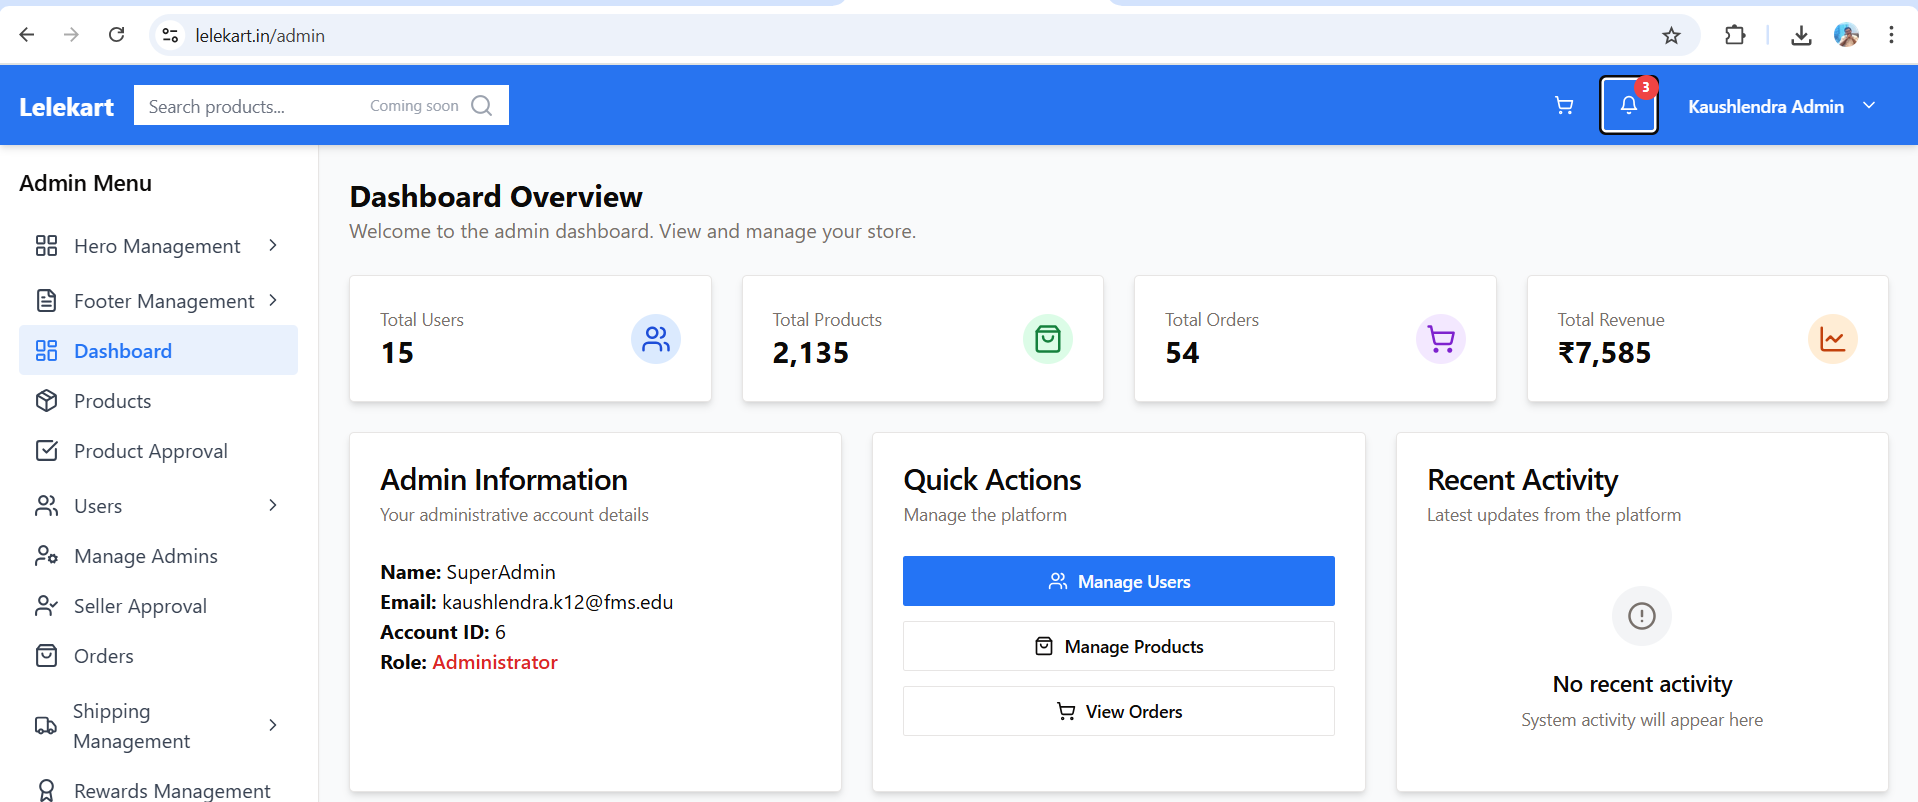 lelekart.in/admin
Lelekart
Search products...
Coming soon
3
Kaushlendra Admin
Admin Menu
Hero Management
Footer Management
Dashboard
Products
Product Approval
Users
Manage Admins
Seller Approval
Orders
Shipping
Management
Rewards Management
Dashboard Overview
Welcome to the admin dashboard. View and manage your store.
Total Users
15
Total Products
2,135
Total Orders
54
Total Revenue
₹7,585
Admin Information
Your administrative account details
Name: SuperAdmin
Email: kaushlendra.k12@fms.edu
Account ID: 6
Role: Administrator
Quick Actions
Manage the platform
Manage Users
Manage Products
View Orders
Recent Activity
Latest updates from the platform
No recent activity
System activity will appear here